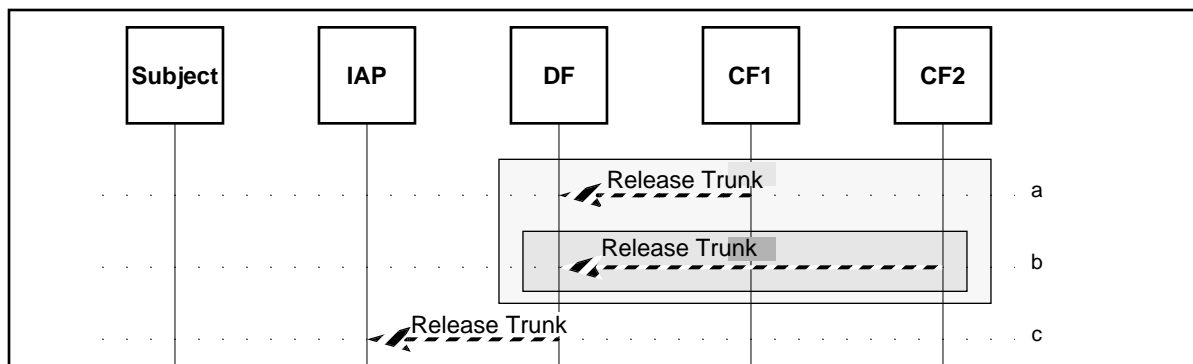 Subject IAP DF CF1 CF2
Release Trunk a
Release Trunk b
Release Trunk c